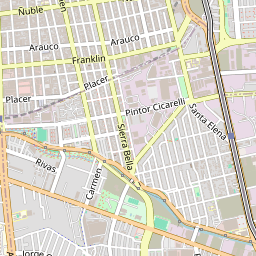 Ñuble
Arauco
Arauco
Franklin
Placer
Placer
Pintor Cicarelli
Santa Elena
Sierra Bella
Rivas
Carmen